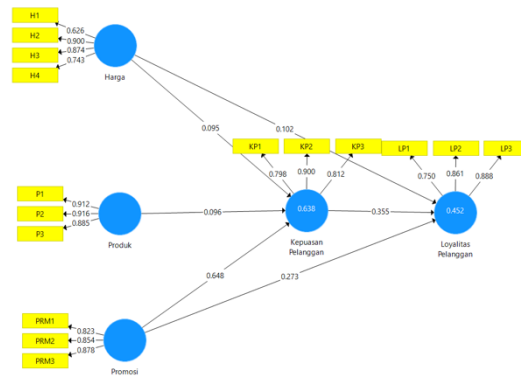 H1
0.626
H2
0.900
H3
0.874
H4
0.743
Harga
0.095
0.102
KP1
KP2
KP3
0.798
0.900
0.812
LP1
LP2
LP3
0.750
0.861
0.888
P1
0.912
P2
0.916
P3
0.885
Produk
0.096
0.638
Kepuasan
Pelanggan
0.355
0.452
Loyalitas
Pelanggan
0.648
0.273
PRM1
0.823
PRM2
0.854
PRM3
0.878
Promosi